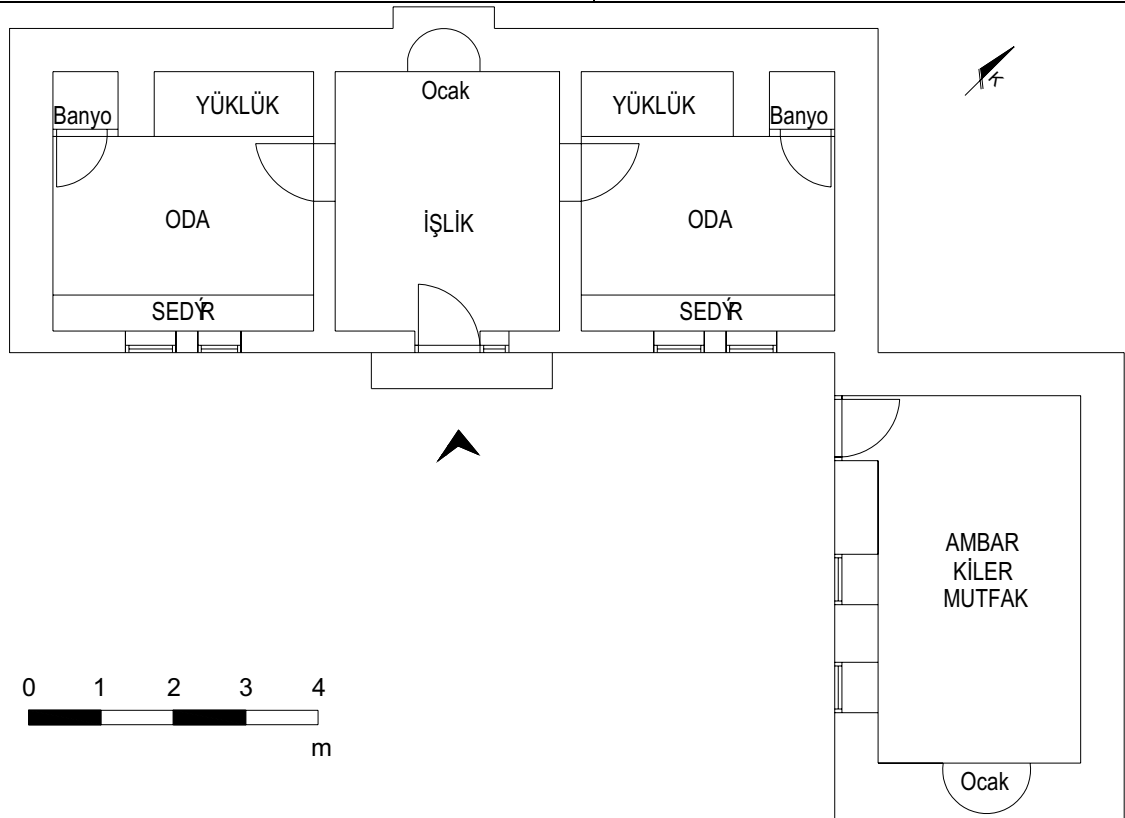 Ocak
Banyo
YÜKLÜK
YÜKLÜK
Banyo
K
ODA
İŞLİK
ODA
SEDÝR
SEDÝR
AMBAR
KİLER
MUTFAK
0 1 2 3 4
m
Ocak